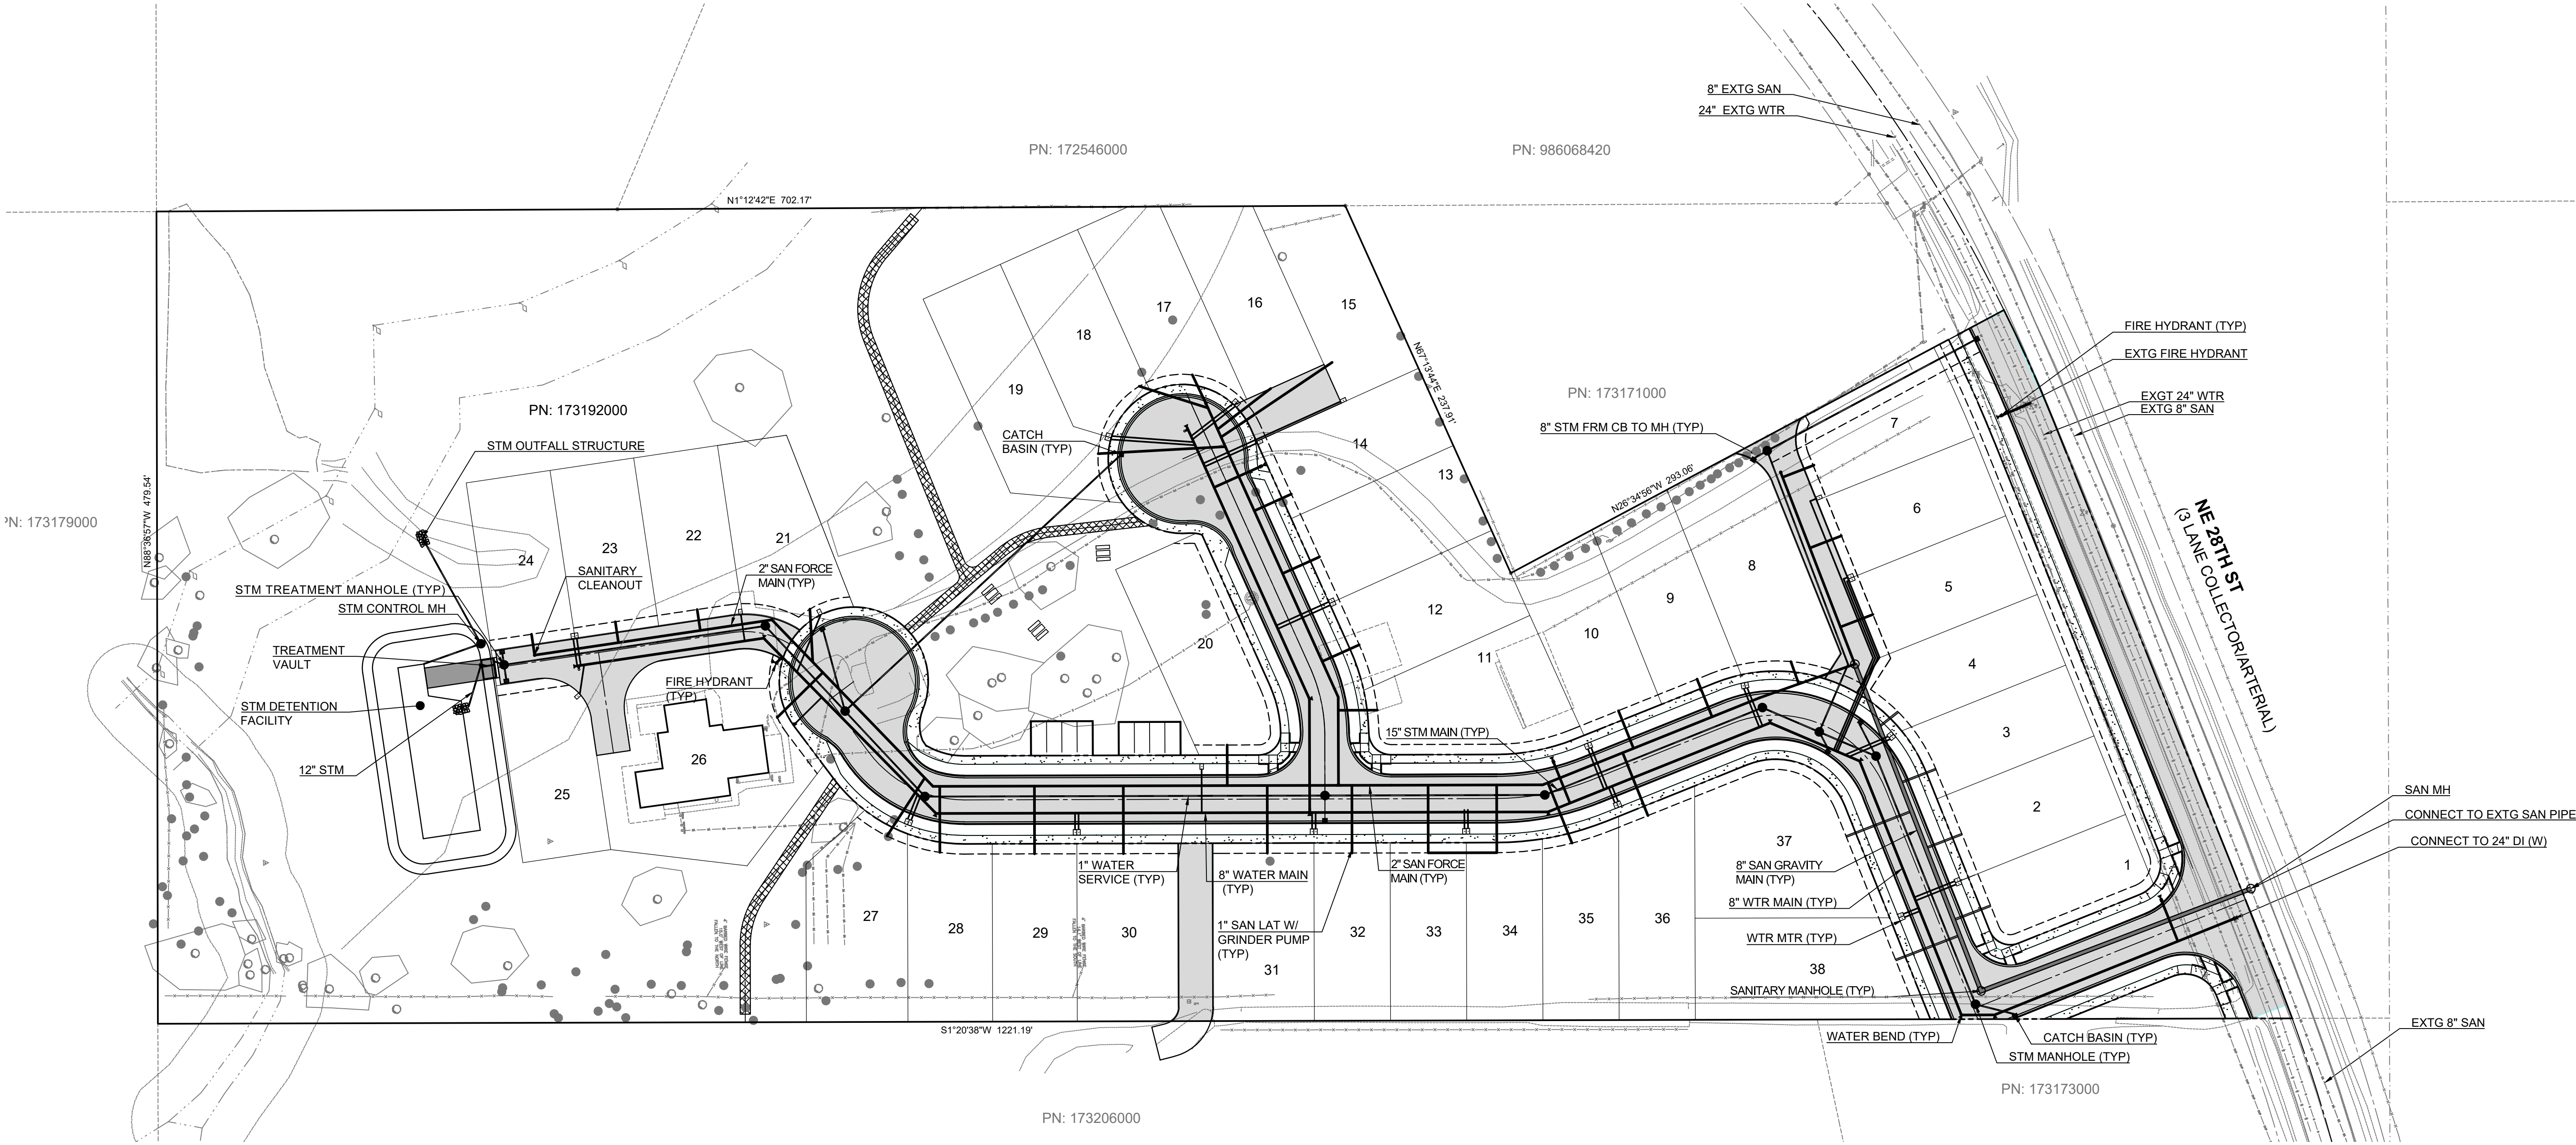 8" EXTG SAN
24" EXTG WTR
PN: 172546000
PN: 986068420
N1°12'42"E 702.17'
FIRE HYDRANT (TYP)
EXTG FIRE HYDRANT
EXGT 24" WTR
EXTG 8" SAN
15
16
17
18
19
N67°13'44"E 237.91'
PN: 173171000
8" STM FRM CB TO MH (TYP)
7
PN: 173192000
STM OUTFALL STRUCTURE
CATCH
BASIN (TYP)
14
13
N26°34'56"W 293.06'
NE 28TH ST
(3 LANE COLLECTOR/ARTERIAL)
PN: 173179000
N88°36'57"W 479.54'
24
23
22
21
6
SANITARY
CLEANOUT
2" SAN FORCE
MAIN (TYP)
8
5
STM TREATMENT MANHOLE (TYP)
STM CONTROL MH
9
12
10
20
11
4
TREATMENT
VAULT
FIRE HYDRANT
(TYP)
STM DETENTION
FACILITY
15" STM MAIN (TYP)
3
12" STM
26
25
2
SAN MH
CONNECT TO EXTG SAN PIPE
CONNECT TO 24" DI (W)
37
1" WATER
SERVICE (TYP)
8" WATER MAIN
(TYP)
2" SAN FORCE
MAIN (TYP)
8" SAN GRAVITY
MAIN (TYP)
1
8" WTR MAIN (TYP)
27
28
29
30
1" SAN LAT W/
GRINDER PUMP
(TYP)
31
32
33
34
35
36
WTR MTR (TYP)
38
SANITARY MANHOLE (TYP)
S1°20'38"W 1221.19'
WATER BEND (TYP)
CATCH BASIN (TYP)
STM MANHOLE (TYP)
EXTG 8" SAN
PN: 173173000
PN: 173206000